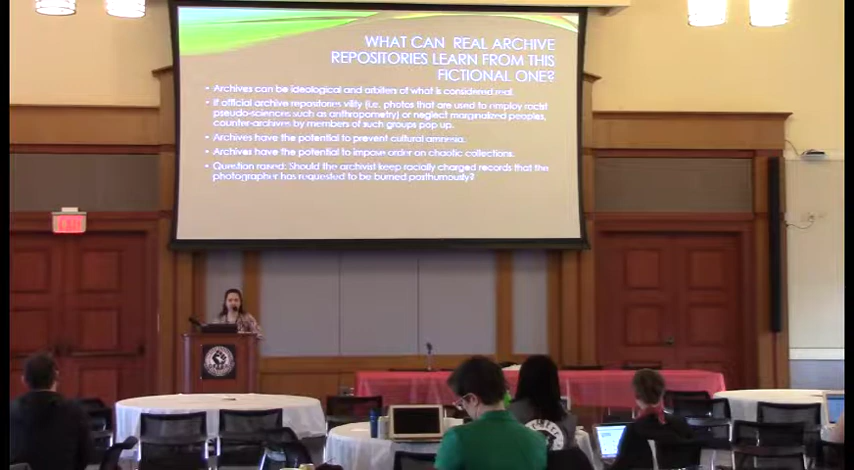 WHAT CAN REAL ARCHIVE
REPOSITORIES LEARN FROM THIS
FICTIONAL ONE?
Archives can be ideological and arbiters of what is considered real.
If official archive repositories vilify (i.e. photos that are used to employ racist
pseudo-sciences such as anthropometry) or neglect marginalized peoples,
counter-archives by members of such groups pop up.
Archives have the potential to prevent cultural amnesia.
Archives have the potential to impose order on chaotic collections.
Question raised: Should the archivist keep racially charged records that the
photographer has requested to be burned posthumously?
EXIT